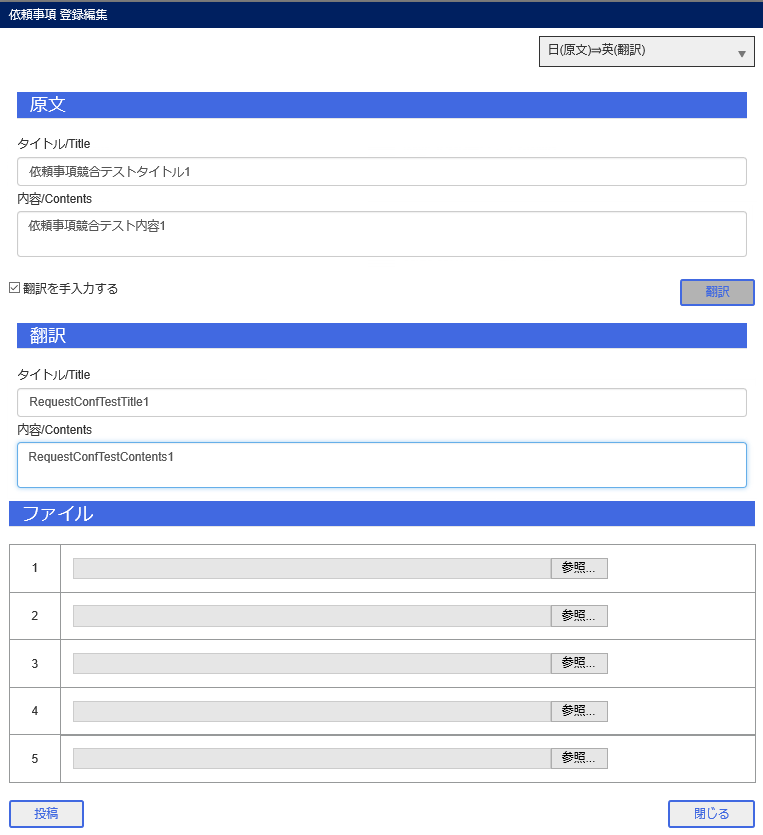 依頼事項 登録編集
日(原文)⇒英(翻訳)
原文
タイトル/Title
依頼事項競合テストタイトル1
内容/Contents
依頼事項競合テスト内容1
翻訳を手入力する
翻訳
翻訳
タイトル/Title
RequestConfTestTitle1
内容/Contents
RequestConfTestContents1
ファイル
1 参照...
2 参照...
3 参照...
4 参照...
5 参照...
投稿 閉じる